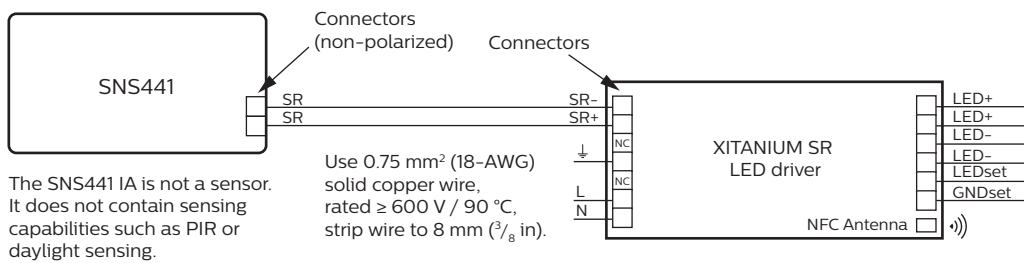 Connectors
(non-polarized)
Connectors
SNS441
SR
SR
SR-
SR+
NC
NC
L
N
XITANIUM SR
LED driver
LED+
LED+
LED-
LED-
LEDset
GNDset
NFC Antenna
Use 0.75 mm² (18-AWG)
solid copper wire,
rated ≥ 600 V / 90 °C,
strip wire to 8 mm (³/₈ in).
The SNS441 IA is not a sensor.
It does not contain sensing
capabilities such as PIR or
daylight sensing.